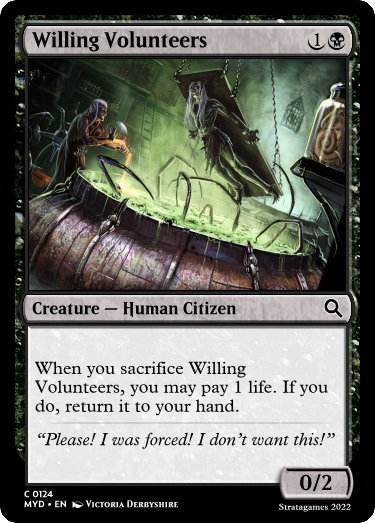 Willing Volunteers 1
Creature — Human Citizen
When you sacrifice Willing
Volunteers, you may pay 1 life. If you
do, return it to your hand.
“Please! I was forced! I don’t want this!”
0/2
C 0124
MYD • EN VICTORIA DERBYSHIRE
Stratagames 2022